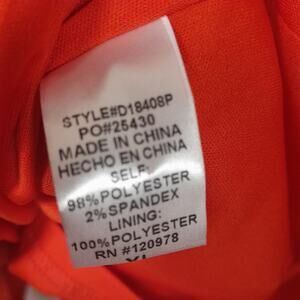 STYLE#D18408P
PO#25430
MADE IN CHINA
HECHO EN CHINA
SELF:
98%POLYESTER
2%SPANDEX
LINING:
100%POLYESTER
RN #120978